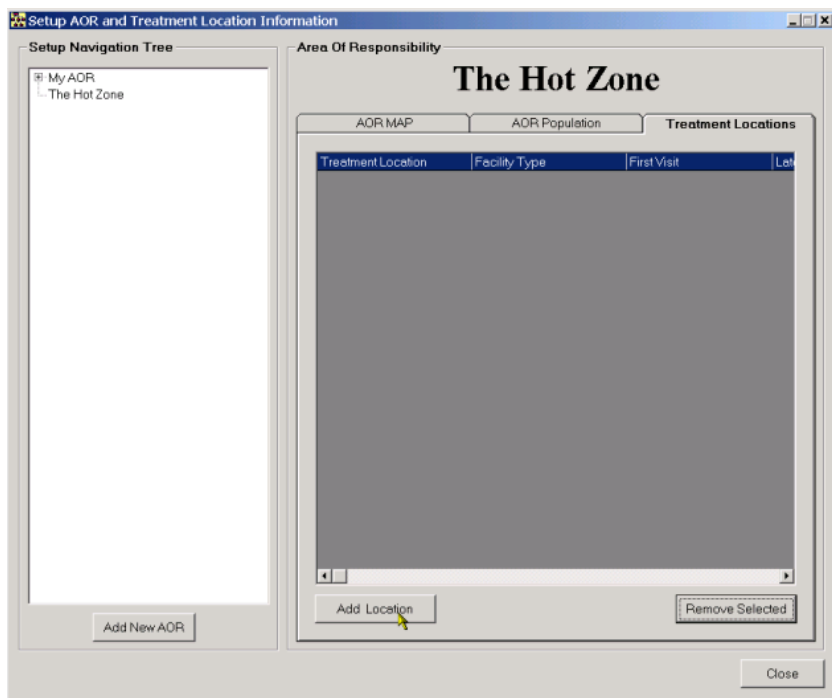 Setup AOR and Treatment Location Information
Setup Navigation Tree
My AOR
The Hot Zone
Add New AOR
Area Of Responsibility
The Hot Zone
AOR MAP
AOR Population
Treatment Locations
Treatment Location Facility Type First Visit Late
Add Location
Remove Selected
Close